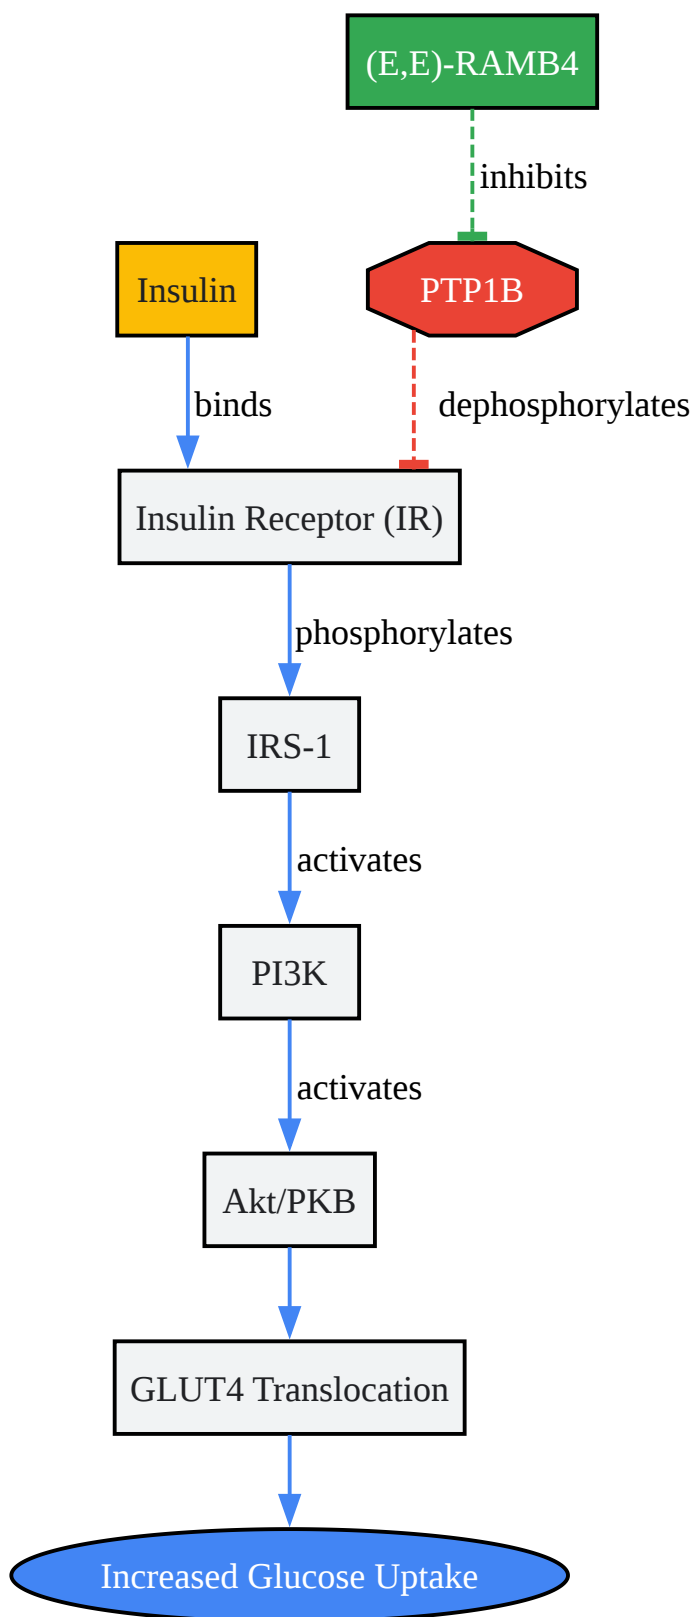 (E,E)-RAMB4
inhibits
Insulin
PTP1B
binds
dephosphorylates
Insulin Receptor (IR)
phosphorylates
IRS-1
activates
PI3K
activates
Akt/PKB
GLUT4 Translocation
Increased Glucose Uptake